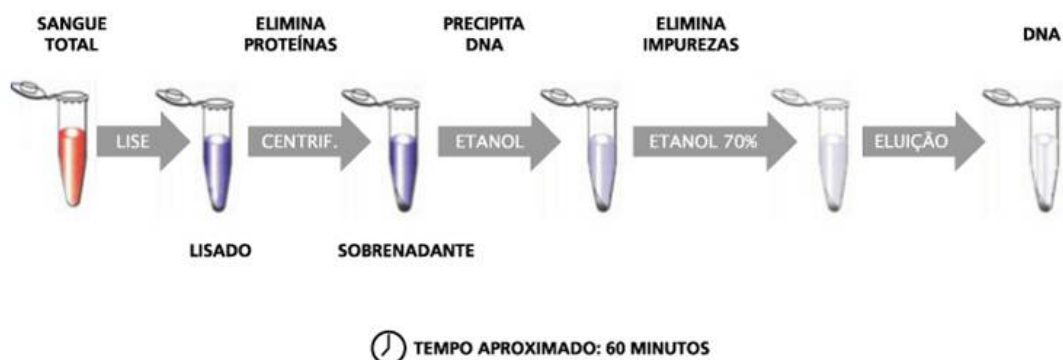 SANGUE
TOTAL
ELIMINA
PROTEÍNAS
PRECIPITA
DNA
ELIMINA
IMPUREZAS
DNA
LISE
CENTRIF.
ETANOL
ETANOL 70%
ELUIÇÃO
LISADO
SOBRENADANTE
TEMPO APROXIMADO: 60 MINUTOS